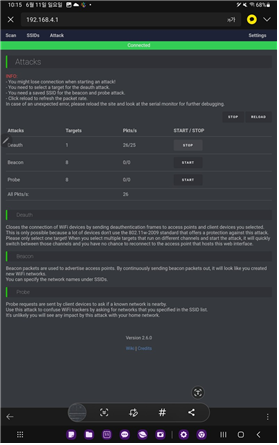 10:15 6월 11일 일요일
68%
192.168.4.1
Scan SSIDs Attack Settings
Connected
Attacks
INFO:
- You might lose connection when starting an attack!
- You need to select a target for the deauth attack.
- You need a saved SSID for the beacon and probe attack.
- Click reload to refresh the packet rate.
In case of an unexpected error, please reload the site and look at the serial monitor for further debugging.
STOP RELOAD
Attacks Targets Pkts/s START / STOP
Deauth 1 26/25 STOP
Beacon 8 0/0 START
Probe 8 0/0 START
All Pkts/s 26
Deauth
Closes the connection of WiFi devices by sending deauthentication frames to access points and client devices you selected.
This is only possible because a lot of devices don't use the 802.11w-2009 standard that offers a protection against this attack.
Please only select one target! When you select multiple targets that run on different channels and start the attack, it will quickly
switch between those channels and you have no chance to reconnect to the access point that hosts this web interface.
Beacon
Beacon packets are used to advertise access points. By continuously sending beacon packets out, it will look like you created
new WiFi networks.
You can specify the network names under SSIDs.
Probe
Probe requests are sent by client devices to ask if a known network is nearby.
Use this attack to confuse WiFi trackers by asking for networks that you specified in the SSID list.
It's unlikely you will see any impact by this attack with your home network.
Version 2.6.0